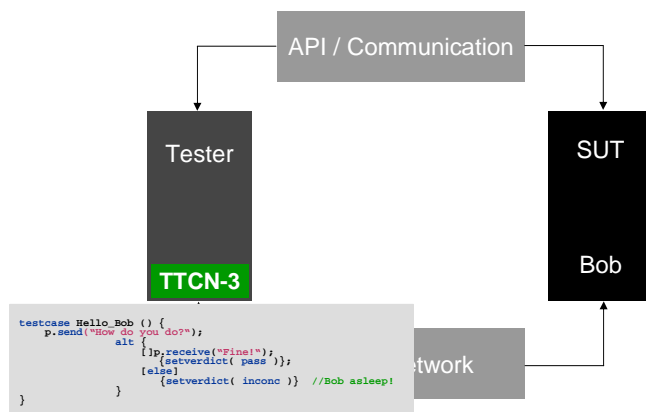 API / Communication
Tester
SUT
Bob
TTCN-3
testcase Hello_Bob () {
p.send("How do you do?");
alt {
[]p.receive("Fine!");
{setverdict( pass )};
[else]
{setverdict( inconc )} //Bob asleep!
}
}